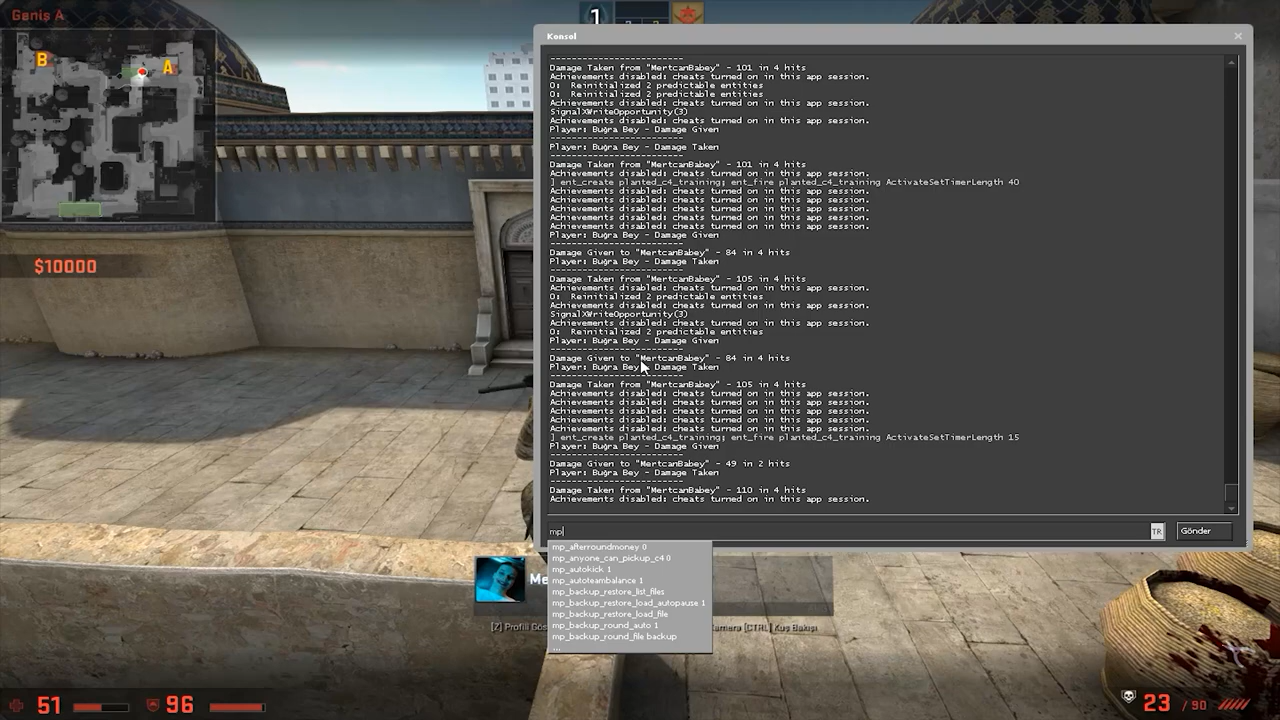 Geniş A
1
B
A
$10000
Konsol
------------------------
Damage Taken from "MertcanBabey" - 101 in 4 hits
Achievements disabled: cheats turned on in this app session.
O: Reinitialized 2 predictable entities
O: Reinitialized 2 predictable entities
Achievements disabled: cheats turned on in this app session.
SignalXWriteOpportunity(3)
Achievements disabled: cheats turned on in this app session.
Player: Buğra Bey - Damage Given
------------------------
Player: Buğra Bey - Damage Taken
------------------------
Damage Taken from "MertcanBabey" - 101 in 4 hits
Achievements disabled: cheats turned on in this app session.
] ent_create planted_c4_training; ent_fire planted_c4_training ActivateSetTimerLength 40
Achievements disabled: cheats turned on in this app session.
Achievements disabled: cheats turned on in this app session.
Achievements disabled: cheats turned on in this app session.
Achievements disabled: cheats turned on in this app session.
Achievements disabled: cheats turned on in this app session.
Player: Buğra Bey - Damage Given
------------------------
Damage Given to "MertcanBabey" - 84 in 4 hits
Player: Buğra Bey - Damage Taken
------------------------
Damage Taken from "MertcanBabey" - 105 in 4 hits
Achievements disabled: cheats turned on in this app session.
O: Reinitialized 2 predictable entities
Achievements disabled: cheats turned on in this app session.
SignalXWriteOpportunity(3)
Achievements disabled: cheats turned on in this app session.
O: Reinitialized 2 predictable entities
Player: Buğra Bey - Damage Given
------------------------
Damage Given to "MertcanBabey" - 84 in 4 hits
Player: Buğra Bey - Damage Taken
------------------------
Damage Taken from "MertcanBabey" - 105 in 4 hits
Achievements disabled: cheats turned on in this app session.
Achievements disabled: cheats turned on in this app session.
Achievements disabled: cheats turned on in this app session.
Achievements disabled: cheats turned on in this app session.
Achievements disabled: cheats turned on in this app session.
] ent_create planted_c4_training; ent_fire planted_c4_training ActivateSetTimerLength 15
Player: Buğra Bey - Damage Given
------------------------
Damage Given to "MertcanBabey" - 49 in 2 hits
Player: Buğra Bey - Damage Taken
------------------------
Damage Taken from "MertcanBabey" - 110 in 4 hits
Achievements disabled: cheats turned on in this app session.
mp
TR
Gönder
mp_afterroundmoney 0
mp_anyone_can_pickup_c4 0
mp_autokick 1
mp_autoteambalance 1
mp_backup_restore_list_files
mp_backup_restore_load_autopause 1
mp_backup_restore_load_file
mp_backup_round_auto 1
mp_backup_round_file backup
...
[Z] Profili [CTRL] Kuş Bakışı
51
96
23 / 90